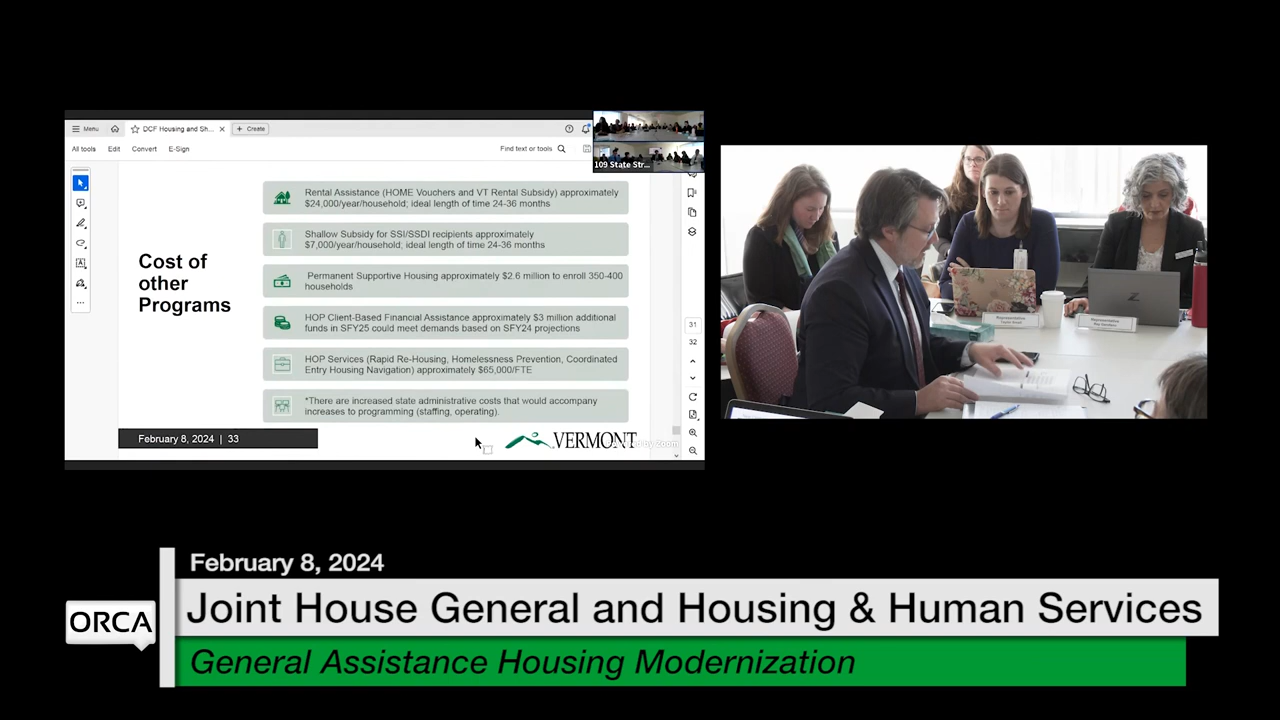 Menu
DCF Housing and Sh...
Create
All tools
Edit
Convert
E-Sign
Find text or tools
109 State Str...
Cost of
other
Programs
Rental Assistance (HOME Vouchers and VT Rental Subsidy) approximately
$24,000/year/household; ideal length of time 24-36 months
Shallow Subsidy for SSI/SSDI recipients approximately
$7,000/year/household; ideal length of time 24-36 months
Permanent Supportive Housing approximately $2.6 million to enroll 350-400
households
HOP Client-Based Financial Assistance approximately $3 million additional
funds in SFY25 could meet demands based on SFY24 projections
HOP Services (Rapid Re-Housing, Homelessness Prevention, Coordinated
Entry Housing Navigation) approximately $65,000/FTE
*There are increased state administrative costs that would accompany
increases to programming (staffing, operating).
31
32
February 8, 2024 | 33
VERMONT
by Zoom
Representative
Representative
February 8, 2024
ORCA
Joint House General and Housing & Human Services
General Assistance Housing Modernization